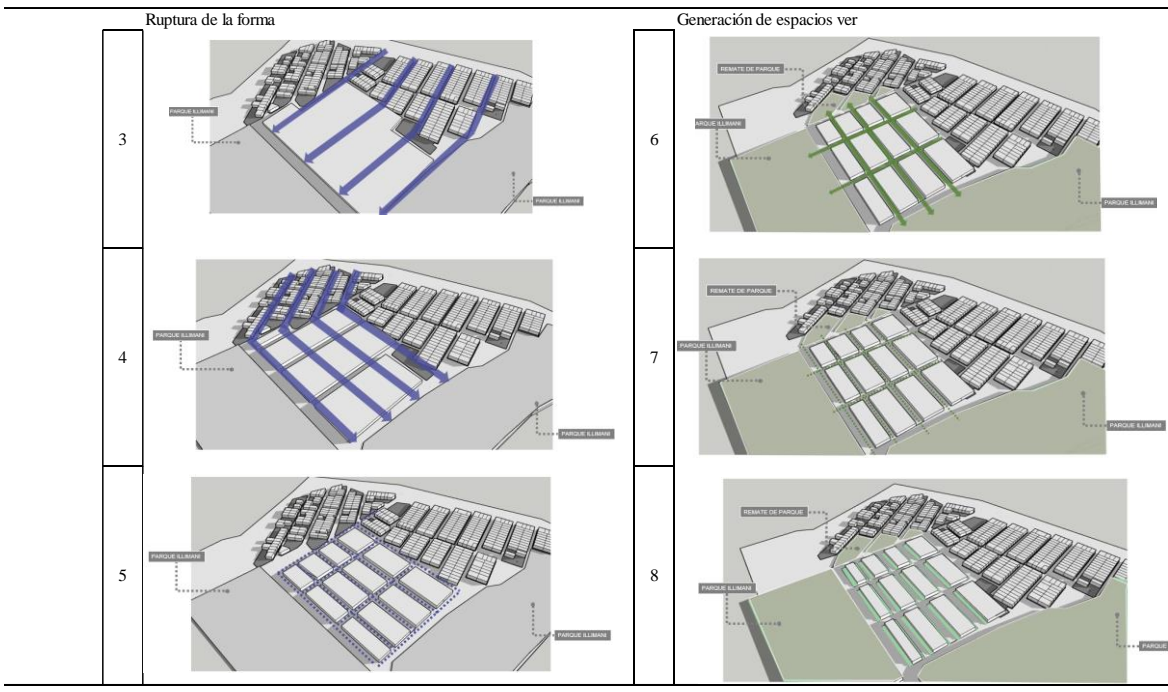 Ruptura de la forma
3
PARQUE ILLIMANI
PARQUE ILLIMANI
4
PARQUE ILLIMANI
PARQUE ILLIMANI
5
PARQUE ILLIMANI
PARQUE ILLIMANI
Generación de espacios ver
6
REMATE DE PARQUE
ARQUE ILLIMANI
PARQUE ILLIMANI
7
REMATE DE PARQUE
PARQUE ILLIMANI
PARQUE ILLIMANI
8
REMATE DE PARQUE
PARQUE ILLIMANI
PARQUE